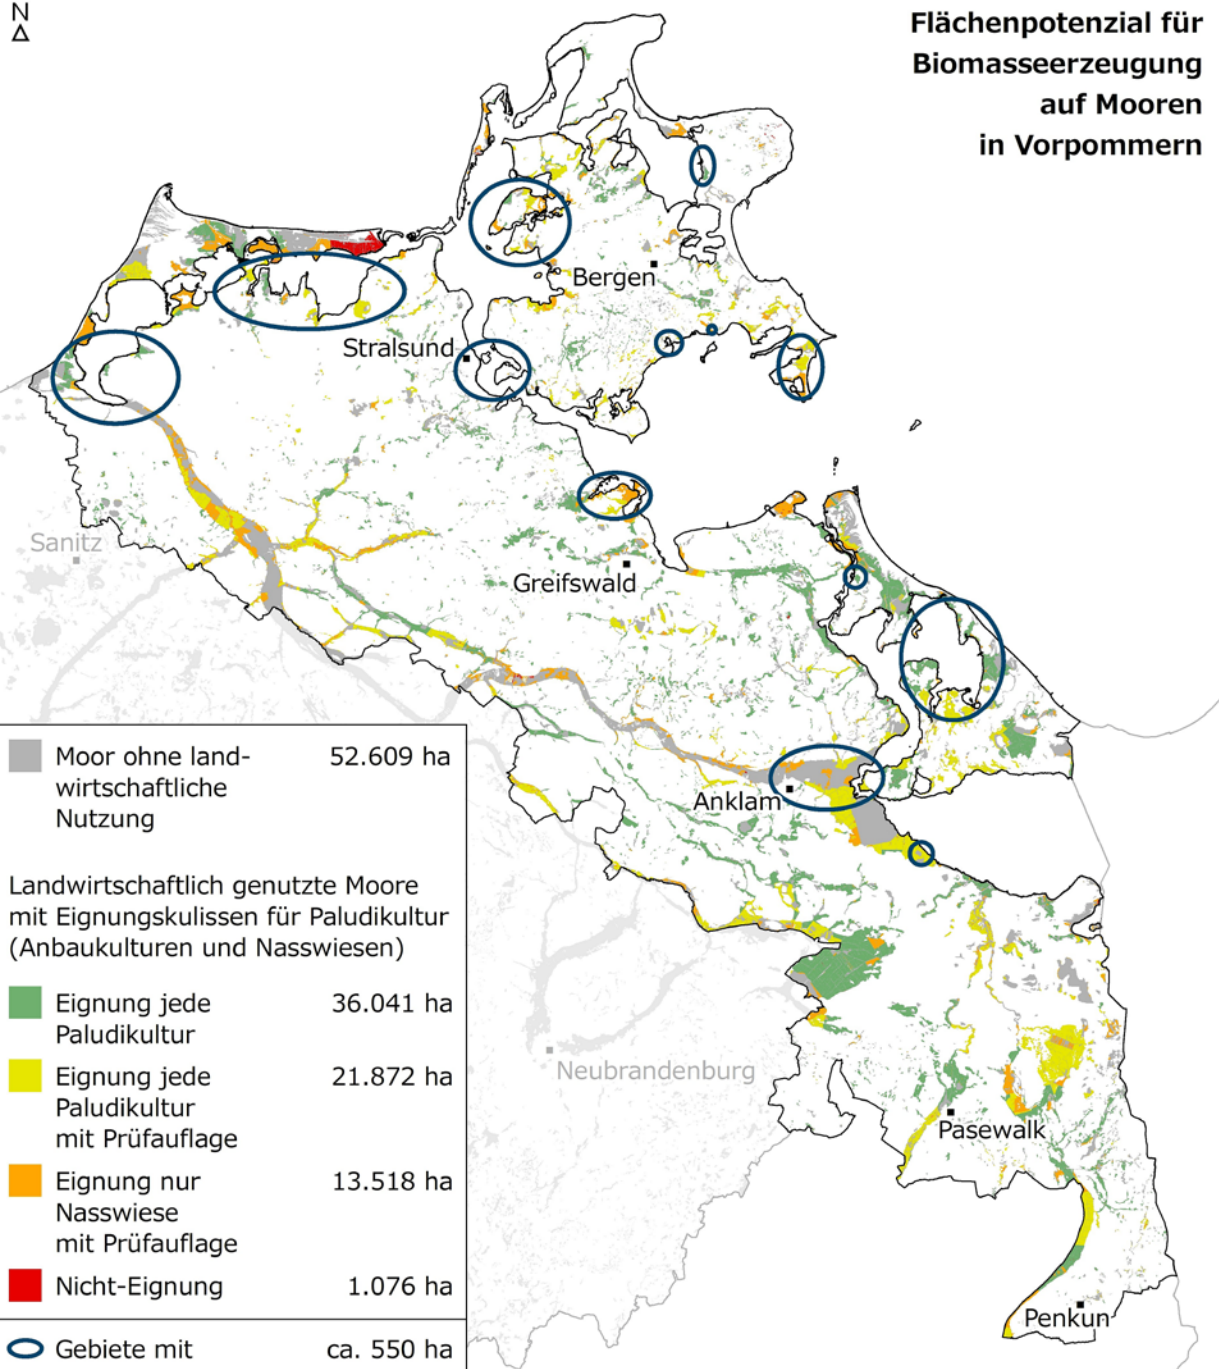 N
Flächenpotenzial für
Biomasseerzeugung
auf Mooren
in Vorpommern
Bergen
Stralsund
Sanitz
Greifswald
Anklam
Neubrandenburg
Pasewalk
Penkun
Moor ohne land- 52.609 ha
wirtschaftliche
Nutzung
Landwirtschaftlich genutzte Moore
mit Eignungskulissen für Paludikultur
(Anbaukulturen und Nasswiesen)
Eignung jede 36.041 ha
Paludikultur
Eignung jede 21.872 ha
Paludikultur
mit Prüfauflage
Eignung nur 13.518 ha
Nasswiese
mit Prüfauflage
Nicht-Eignung 1.076 ha
Gebiete mit ca. 550 ha